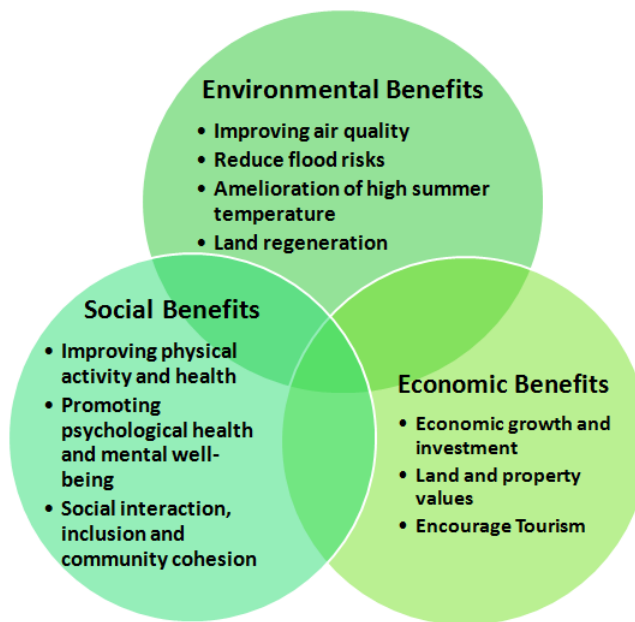 Environmental Benefits
• Improving air quality
• Reduce flood risks
• Amelioration of high summer
temperature
• Land regeneration
Social Benefits
• Improving physical
activity and health
• Promoting
psychological health
and mental well-
being
• Social interaction,
inclusion and
community cohesion
Economic Benefits
• Economic growth and
investment
• Land and property
values
• Encourage Tourism